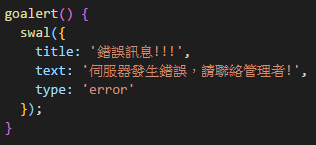 goalert() {
swal({
title: '錯誤訊息!!!',
text: '伺服器發生錯誤，請聯絡管理者!',
type: 'error'
});
}